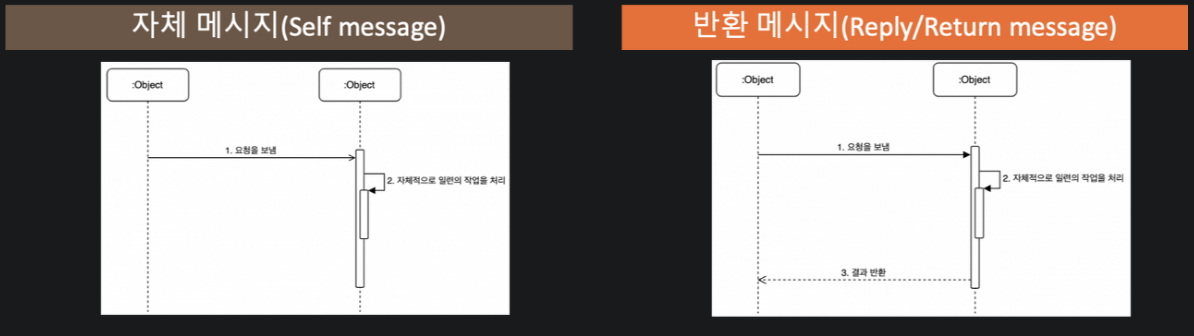 자체 메시지(Self message)
:Object
:Object
1. 요청을 보냄
2. 자체적으로 일련의 작업을 처리
반환 메시지(Reply/Return message)
:Object
:Object
1. 요청을 보냄
2. 자체적으로 일련의 작업을 처리
3. 결과 반환